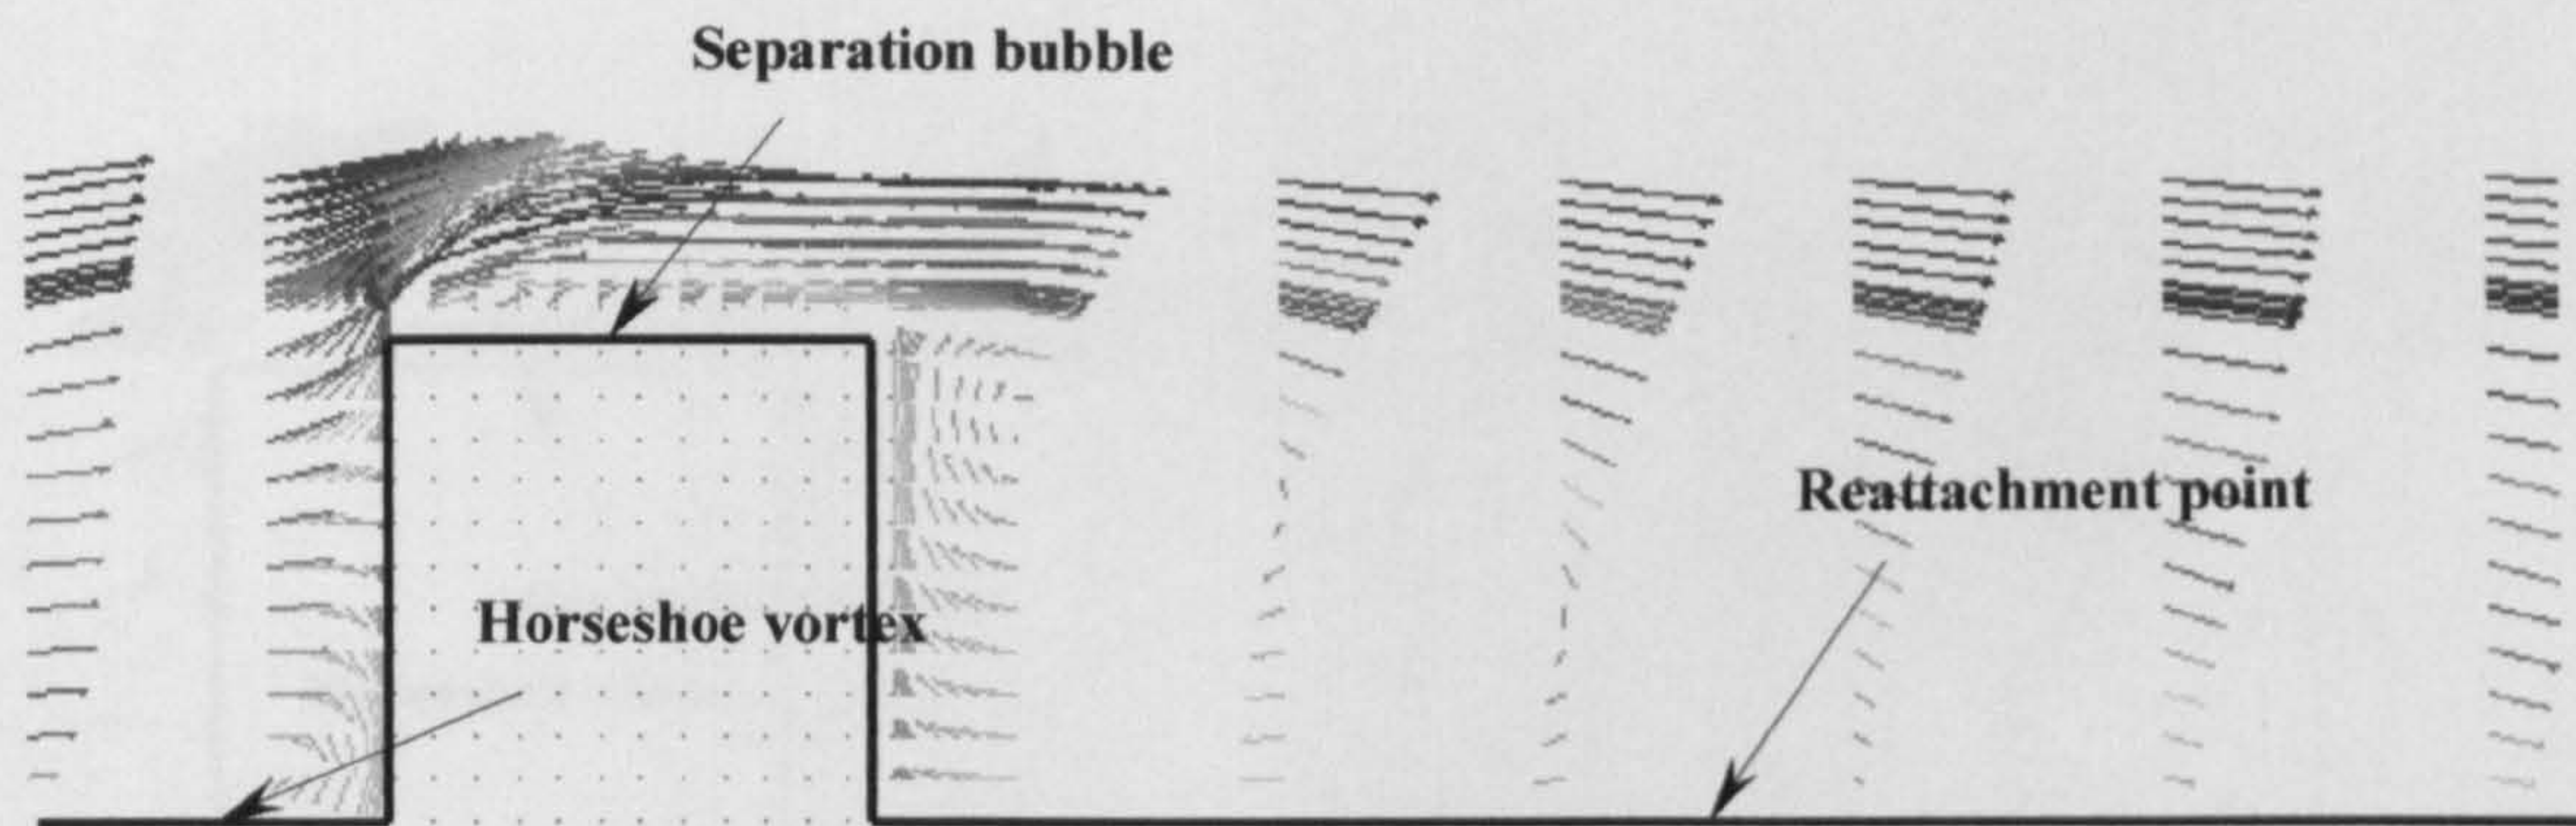 Separation bubble
Reattachment point
Horseshoe vortex